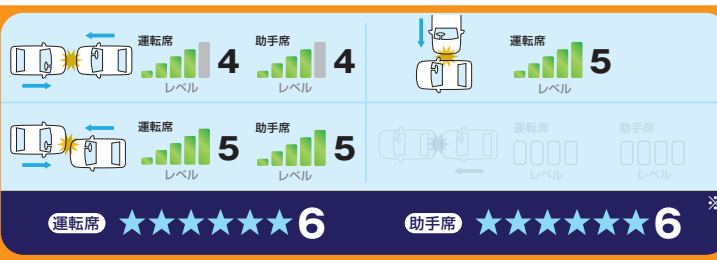 運転席 レベル 4 助手席 レベル 4
運転席 レベル 5
運転席 レベル 5 助手席 レベル 5
運転席 レベル 助手席 レベル
運転席 ★★★★★★6 助手席 ★★★★★★6 ※